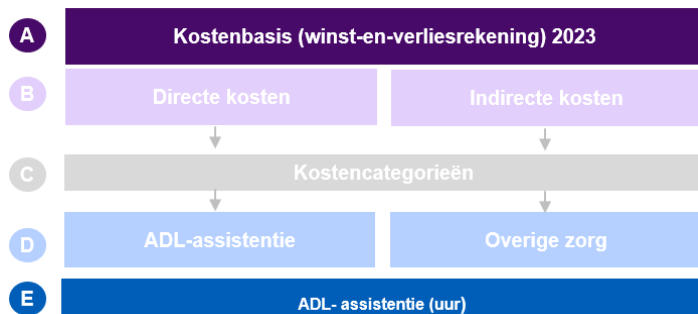 A
Kostenbasis (winst-en-verliesrekening) 2023
B
Directe kosten
Indirecte kosten
C
Kostencategorieën
D
ADL-assistentie
Overige zorg
E
ADL- assistentie (uur)